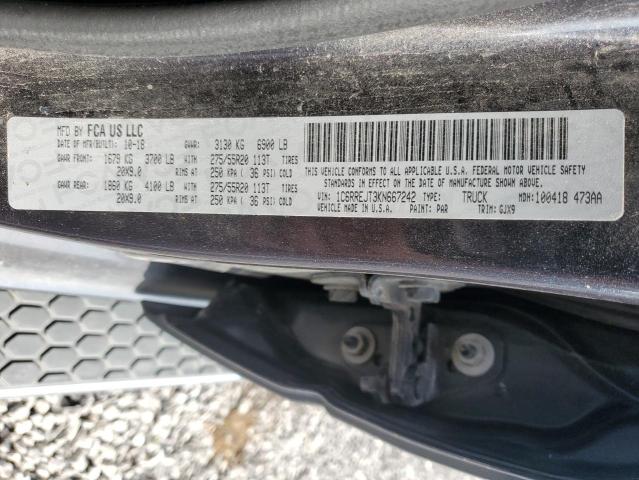 MFD BY FCA US LLC
DATE OF MFR(BUILT): 10-18 GVWR: 3130 KG 6900 LB
GAWR FRONT: 1679 KG 3700 LB WITH 275/55R20 113T TIRES
20X9.0 RIMS AT 250 KPA ( 36 PSI) COLD
GAWR REAR: 1860 KG 4100 LB WITH 275/55R20 113T TIRES
20X9.0 RIMS AT 250 KPA ( 36 PSI) COLD
THIS VEHICLE CONFORMS TO ALL APPLICABLE U.S.A. FEDERAL MOTOR VEHICLE SAFETY
STANDARDS IN EFFECT ON THE DATE OF MANUFACTURE SHOWN ABOVE.
VIN: 1C6RREJT3KN667242 TYPE: TRUCK MDH:100418 473AA
VEHICLE MADE IN U.S.A. PAINT: PAR TRIM: GJX9